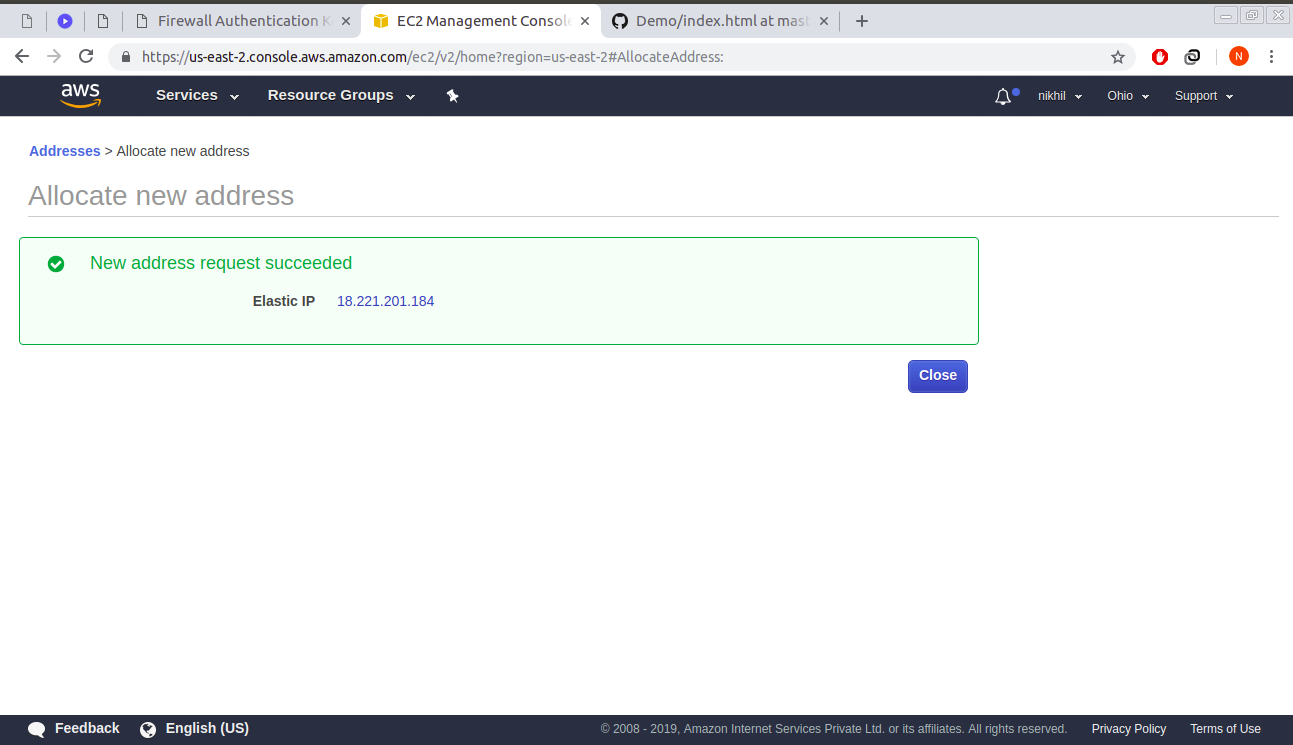 Firewall Authentication K
EC2 Management Console
Demo/index.html at mast
https://us-east-2.console.aws.amazon.com/ec2/v2/home?region=us-east-2#AllocateAddress:
N
aws
Services
Resource Groups
nikhil
Ohio
Support
Addresses > Allocate new address
Allocate new address
New address request succeeded
Elastic IP 18.221.201.184
Close
Feedback
English (US)
© 2008 - 2019, Amazon Internet Services Private Ltd. or its affiliates. All rights reserved.
Privacy Policy
Terms of Use